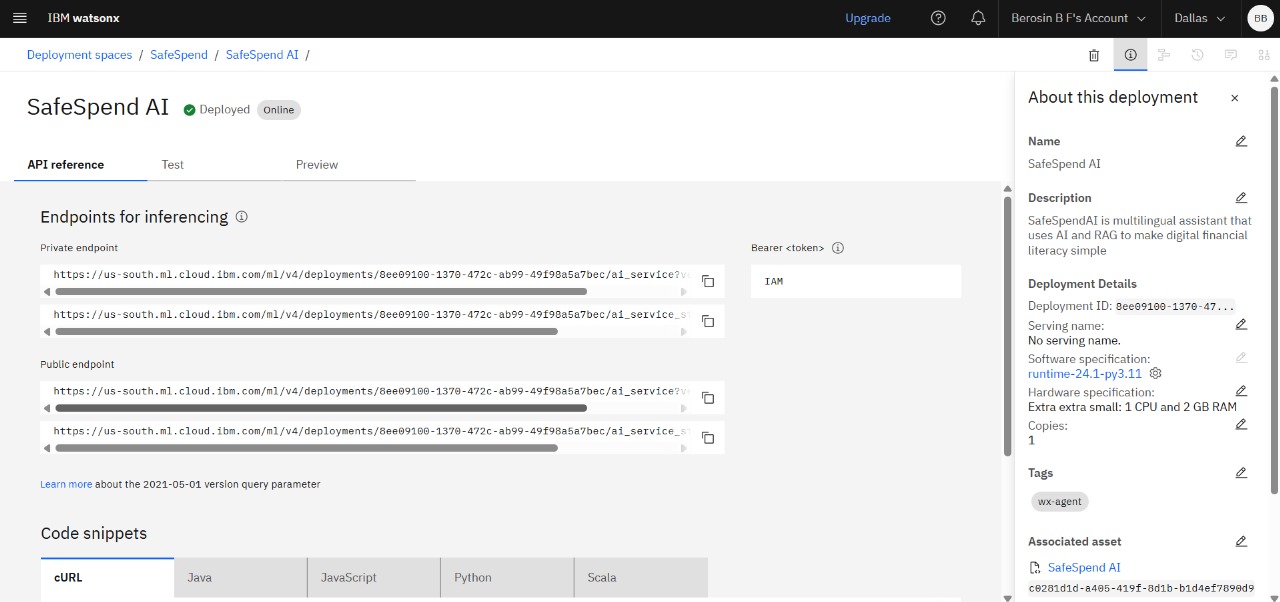 IBM watsonx
Upgrade
Berosin B F's Account
Dallas
BB
Deployment spaces / SafeSpend / SafeSpend AI /
SafeSpend AI
Deployed
Online
API reference
Test
Preview
Endpoints for inferencing
Private endpoint
https://us-south.ml.cloud.ibm.com/ml/v4/deployments/8ee09100-1370-472c-ab99-49f98a5a7bec/ai_service?v
https://us-south.ml.cloud.ibm.com/ml/v4/deployments/8ee09100-1370-472c-ab99-49f98a5a7bec/ai_service_s
Bearer <token>
IAM
Public endpoint
https://us-south.ml.cloud.ibm.com/ml/v4/deployments/8ee09100-1370-472c-ab99-49f98a5a7bec/ai_service?v
https://us-south.ml.cloud.ibm.com/ml/v4/deployments/8ee09100-1370-472c-ab99-49f98a5a7bec/ai_service_s
Learn more about the 2021-05-01 version query parameter
Code snippets
cURL
Java
JavaScript
Python
Scala
About this deployment
Name
SafeSpend AI
Description
SafeSpendAI is multilingual assistant that
uses AI and RAG to make digital financial
literacy simple
Deployment Details
Deployment ID: 8ee09100-1370-47...
Serving name:
No serving name.
Software specification:
runtime-24.1-py3.11
Hardware specification:
Extra extra small: 1 CPU and 2 GB RAM
Copies:
1
Tags
wx-agent
Associated asset
SafeSpend AI
c0281d1d-a405-419f-8d1b-b1d4ef7890d9